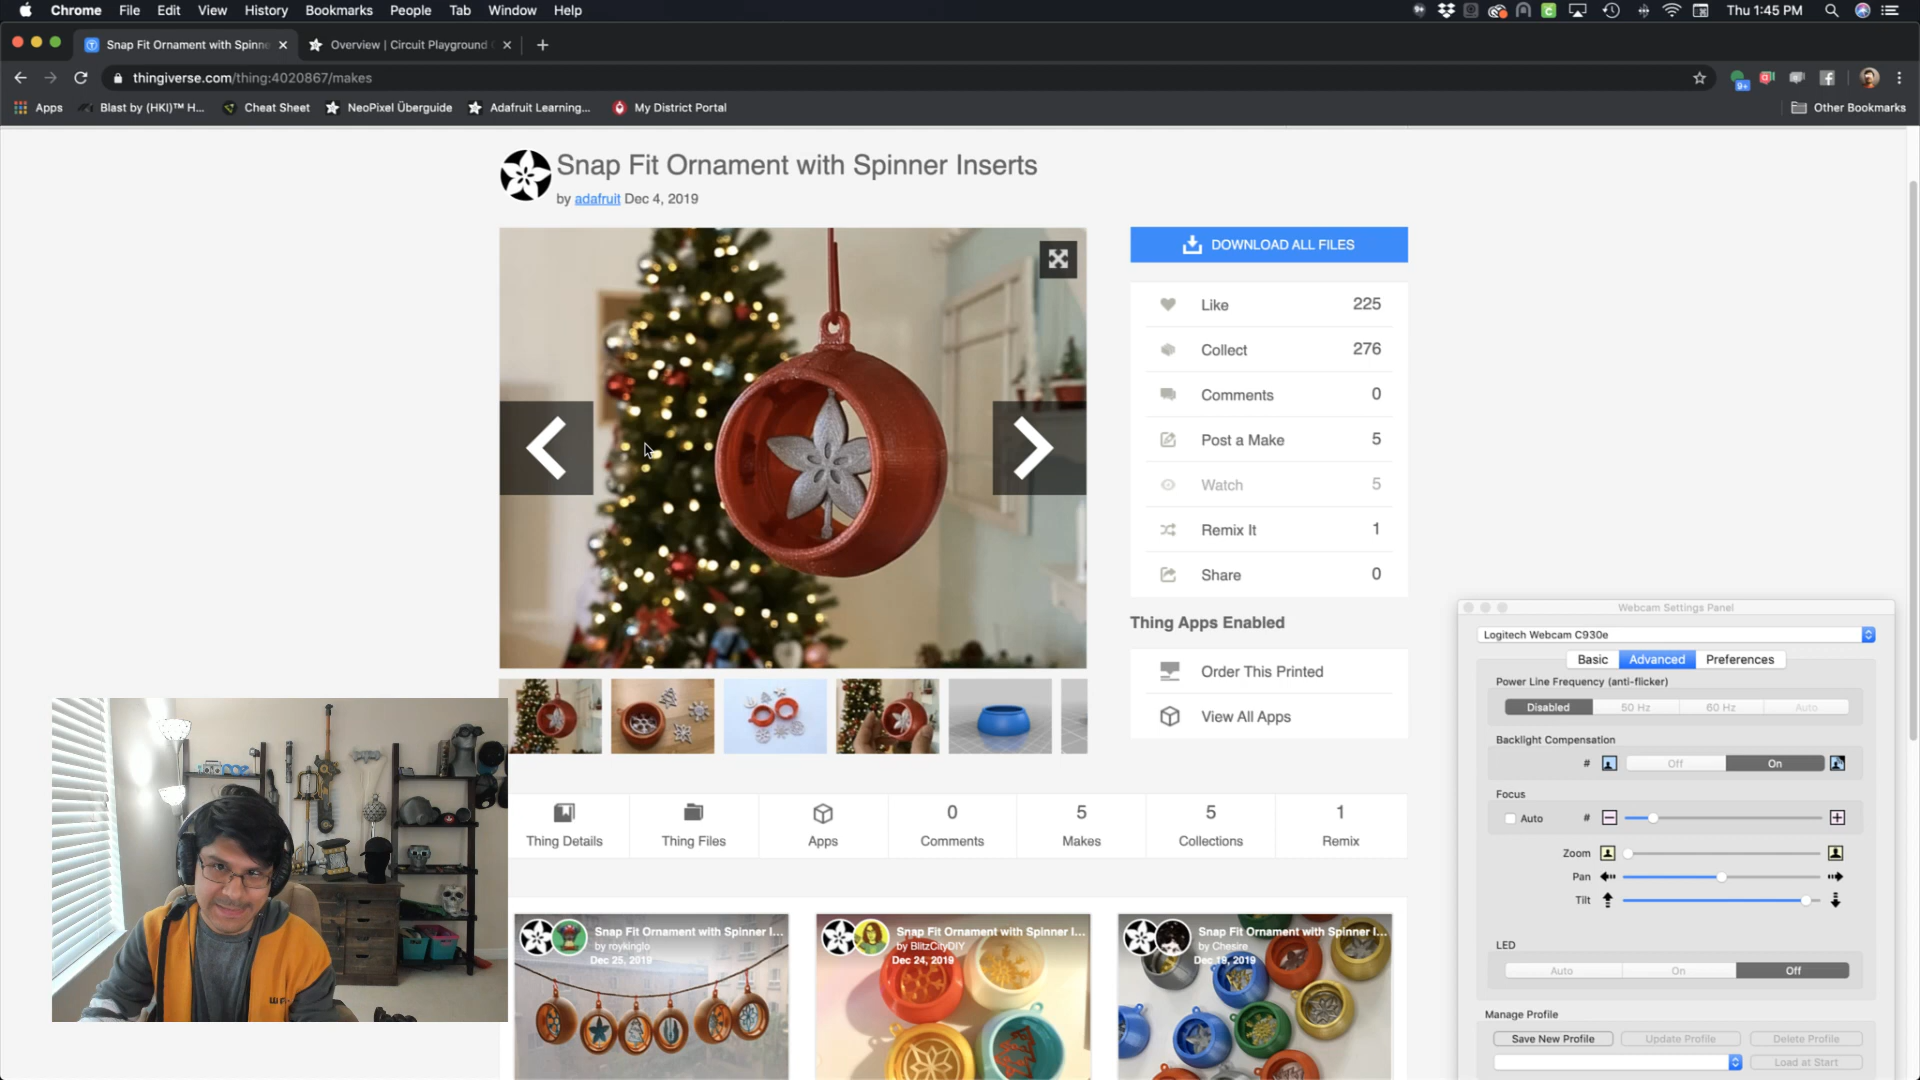 Chrome File Edit View History Bookmarks People Tab Window Help Thu 1:45 PM
Snap Fit Ornament with Spinne Overview | Circuit Playground
thingiverse.com/thing:4020867/makes
9+
Apps Blast by (HKI)™ H... Cheat Sheet NeoPixel Überguide Adafruit Learning... My District Portal Other Bookmarks
Snap Fit Ornament with Spinner Inserts
by adafruit Dec 4, 2019
DOWNLOAD ALL FILES
Like 225
Collect 276
Comments 0
Post a Make 5
Watch 5
Remix It 1
Share 0
Thing Apps Enabled
Order This Printed
View All Apps
Thing Details
Thing Files
Apps
0 Comments
5 Makes
5 Collections
1 Remix
Snap Fit Ornament with Spinner I...
by roykinglo
Dec 25, 2019
Snap Fit Ornament with Spinner I...
by BlitzCityDIY
Dec 24, 2019
Snap Fit Ornament with Spinner I...
by Chesire
Dec 19, 2019
Webcam Settings Panel
Logitech Webcam C930e
Basic Advanced Preferences
Power Line Frequency (anti-flicker)
Disabled 50 Hz 60 Hz Auto
Backlight Compensation
# Off On
Focus
Auto #
Zoom
Pan
Tilt
LED
Auto On Off
Manage Profile
Save New Profile Update Profile Delete Profile
Load at Start